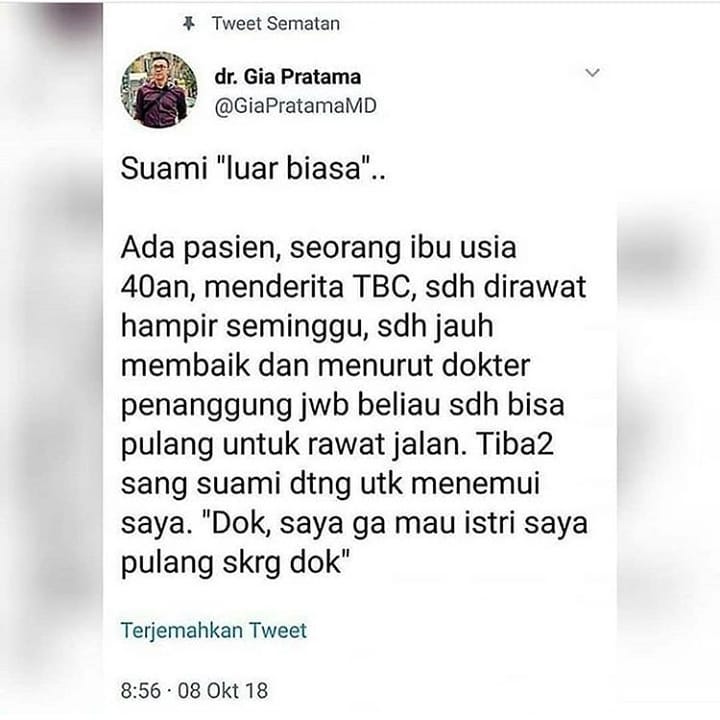 Tweet Sematan
dr. Gia Pratama
@GiaPratamaMD
Suami "luar biasa"..
Ada pasien, seorang ibu usia
40an, menderita TBC, sdh dirawat
hampir seminggu, sdh jauh
membaik dan menurut dokter
penanggung jwb beliau sdh bisa
pulang untuk rawat jalan. Tiba2
sang suami dtng utk menemui
saya. "Dok, saya ga mau istri saya
pulang skrg dok"
Terjemahkan Tweet
8:56 · 08 Okt 18